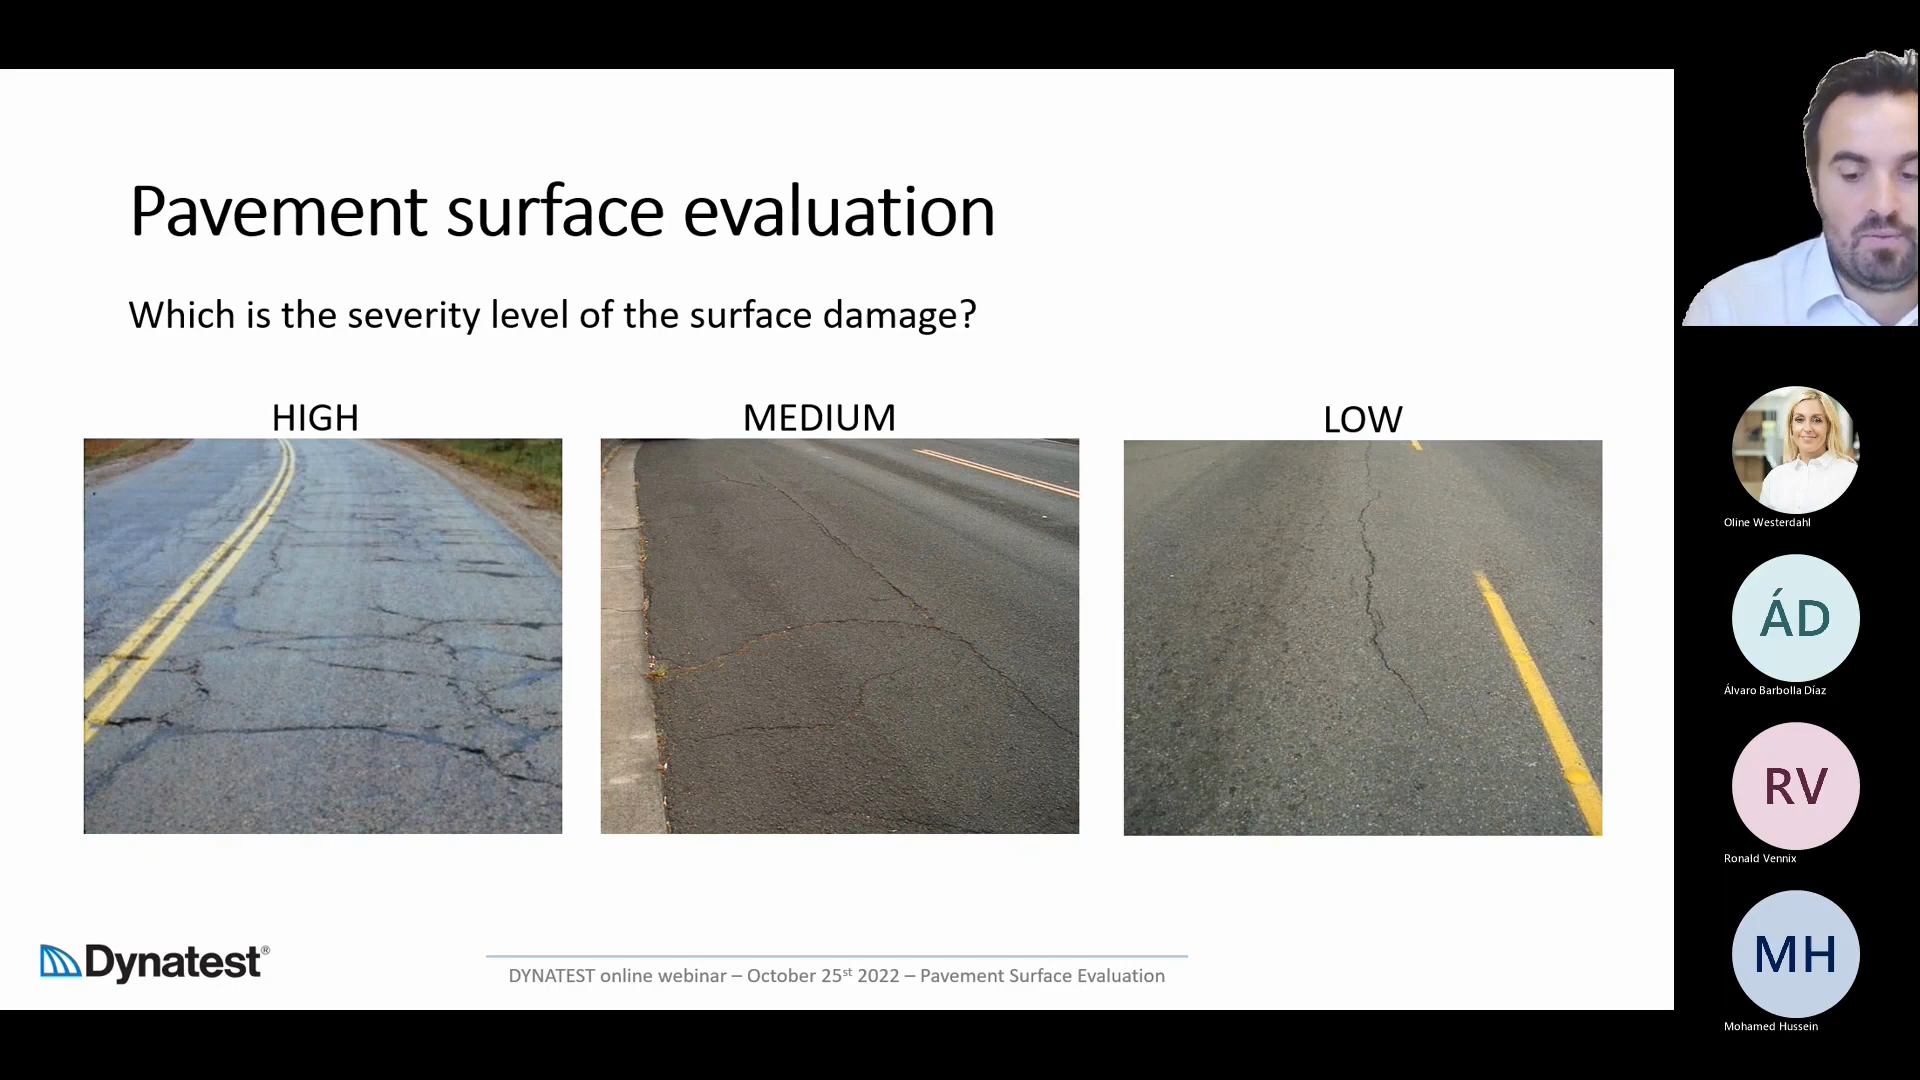 Pavement surface evaluation
Which is the severity level of the surface damage?
HIGH
MEDIUM
LOW
Dynatest®
DYNATEST online webinar – October 25st 2022 – Pavement Surface Evaluation
Oline Westerdahl
ÁD
Álvaro Barbolla Díaz
RV
Ronald Vennix
MH
Mohamed Hussein